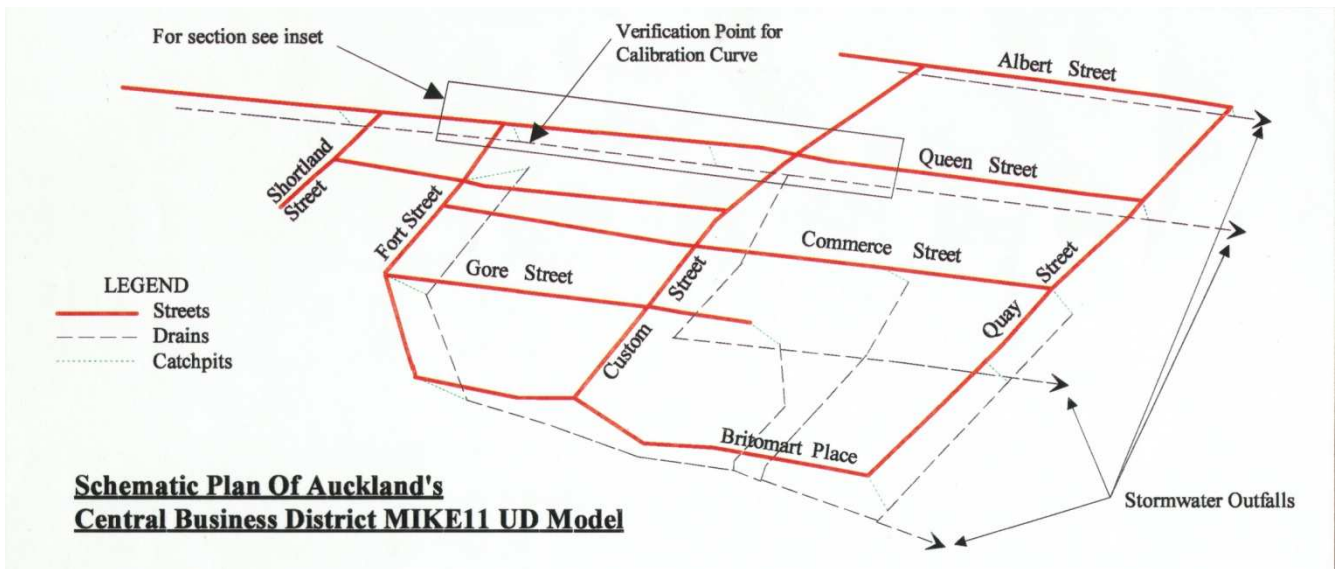 For section see inset
Verification Point for
Calibration Curve
Albert Street
Shortland
Street
Queen Street
Fort Street
Commerce Street
Gore Street
Custom Street
Quay Street
LEGEND
Streets
Drains
Catchpits
Britomart Place
Stormwater Outfalls
Schematic Plan Of Auckland's
Central Business District MIKE11 UD Model